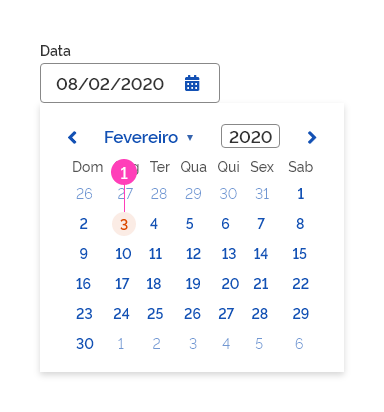 Data
08/02/2020
Fevereiro 2020
Dom Ter Qua Qui Sex Sab
1
26 27 28 29 30 31 1
2 3 4 5 6 7 8
9 10 11 12 13 14 15
16 17 18 19 20 21 22
23 24 25 26 27 28 29
30 1 2 3 4 5 6